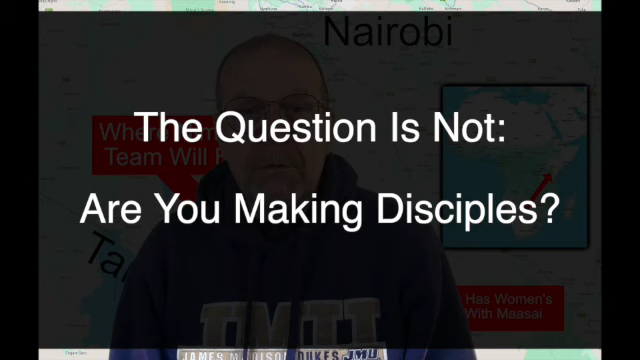 Nairobi
The Question Is Not:
Are You Making Disciples?
Team Will
Has Women's
With Maasai
JMU
JAMES MADISON DUKES JMU